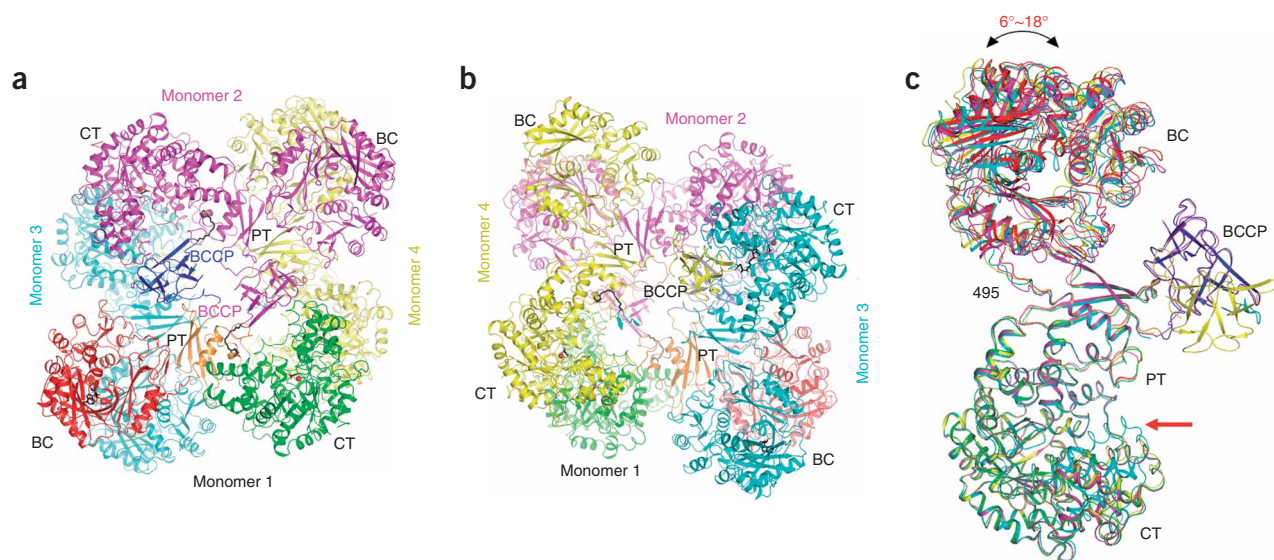 a
Monomer 2
CT
BC
Monomer 3
PT
BCCP
BCCP
Monomer 4
PT
BC
CT
Monomer 1
b
BC
Monomer 2
CT
Monomer 4
PT
BCCP
Monomer 3
PT
CT
Monomer 1
BC
c
6°~18°
BC
BCCP
495
PT
CT